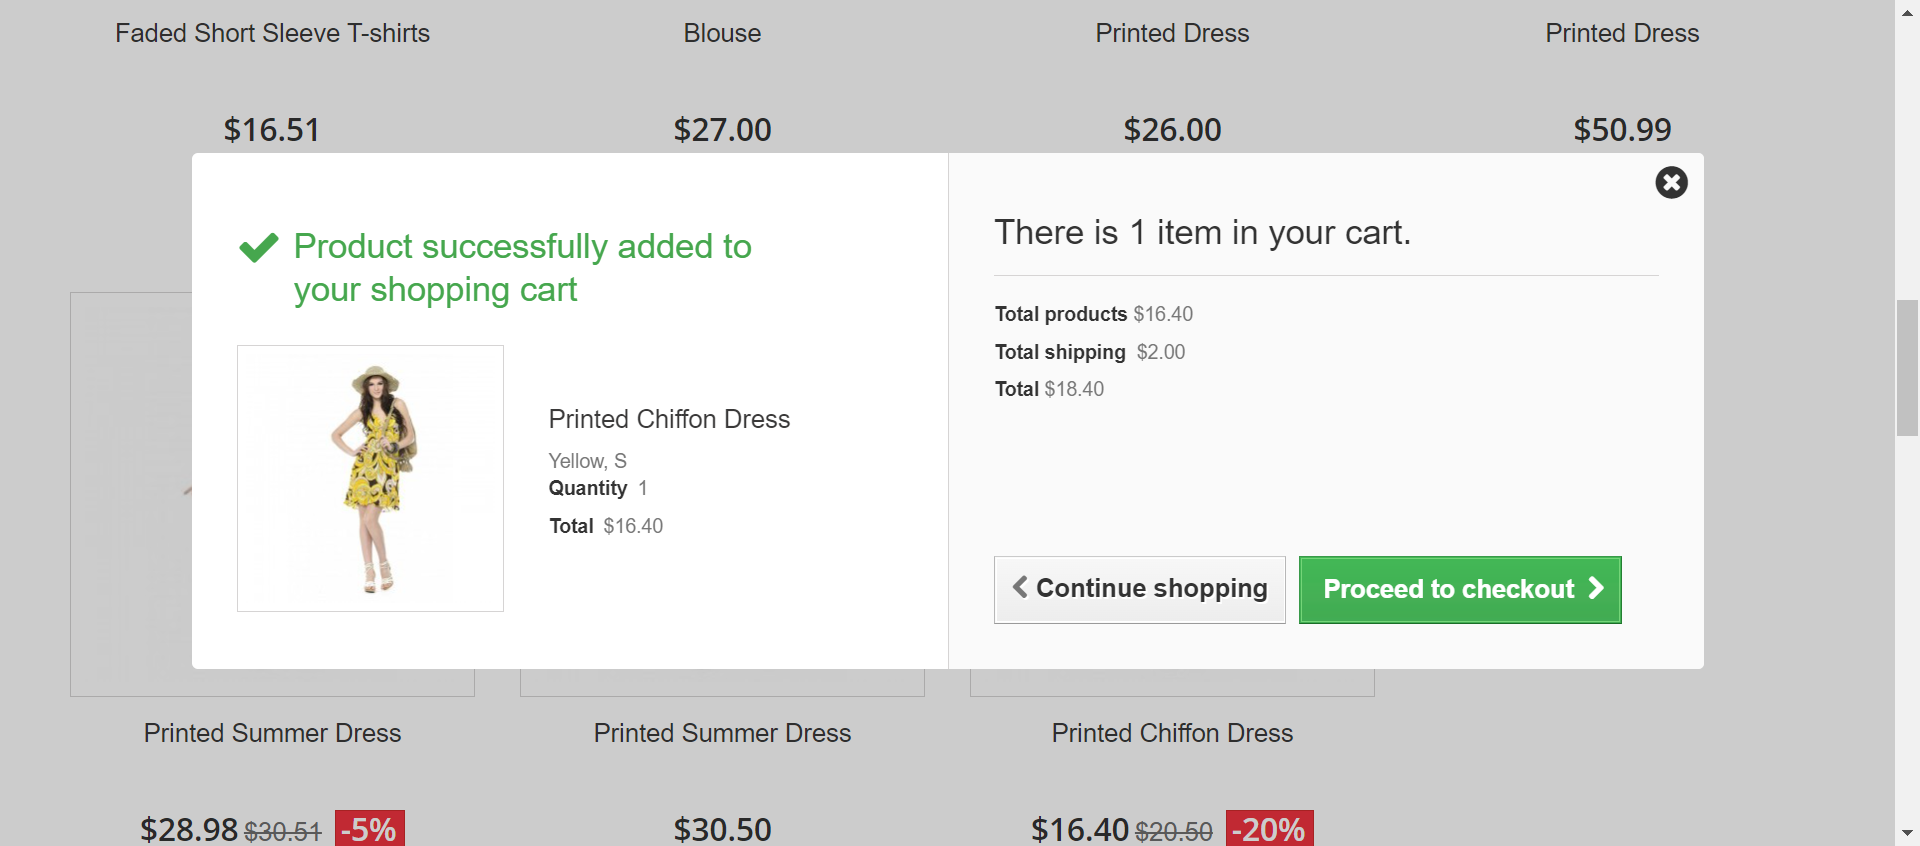 Faded Short Sleeve T-shirts Blouse Printed Dress Printed Dress
$16.51 $27.00 $26.00 $50.99
Product successfully added to
your shopping cart
Printed Chiffon Dress
Yellow, S
Quantity 1
Total $16.40
There is 1 item in your cart.
Total products $16.40
Total shipping $2.00
Total $18.40
Continue shopping Proceed to checkout
Printed Summer Dress Printed Summer Dress Printed Chiffon Dress
$28.98 $30.51 -5% $30.50 $16.40 $20.50 -20%